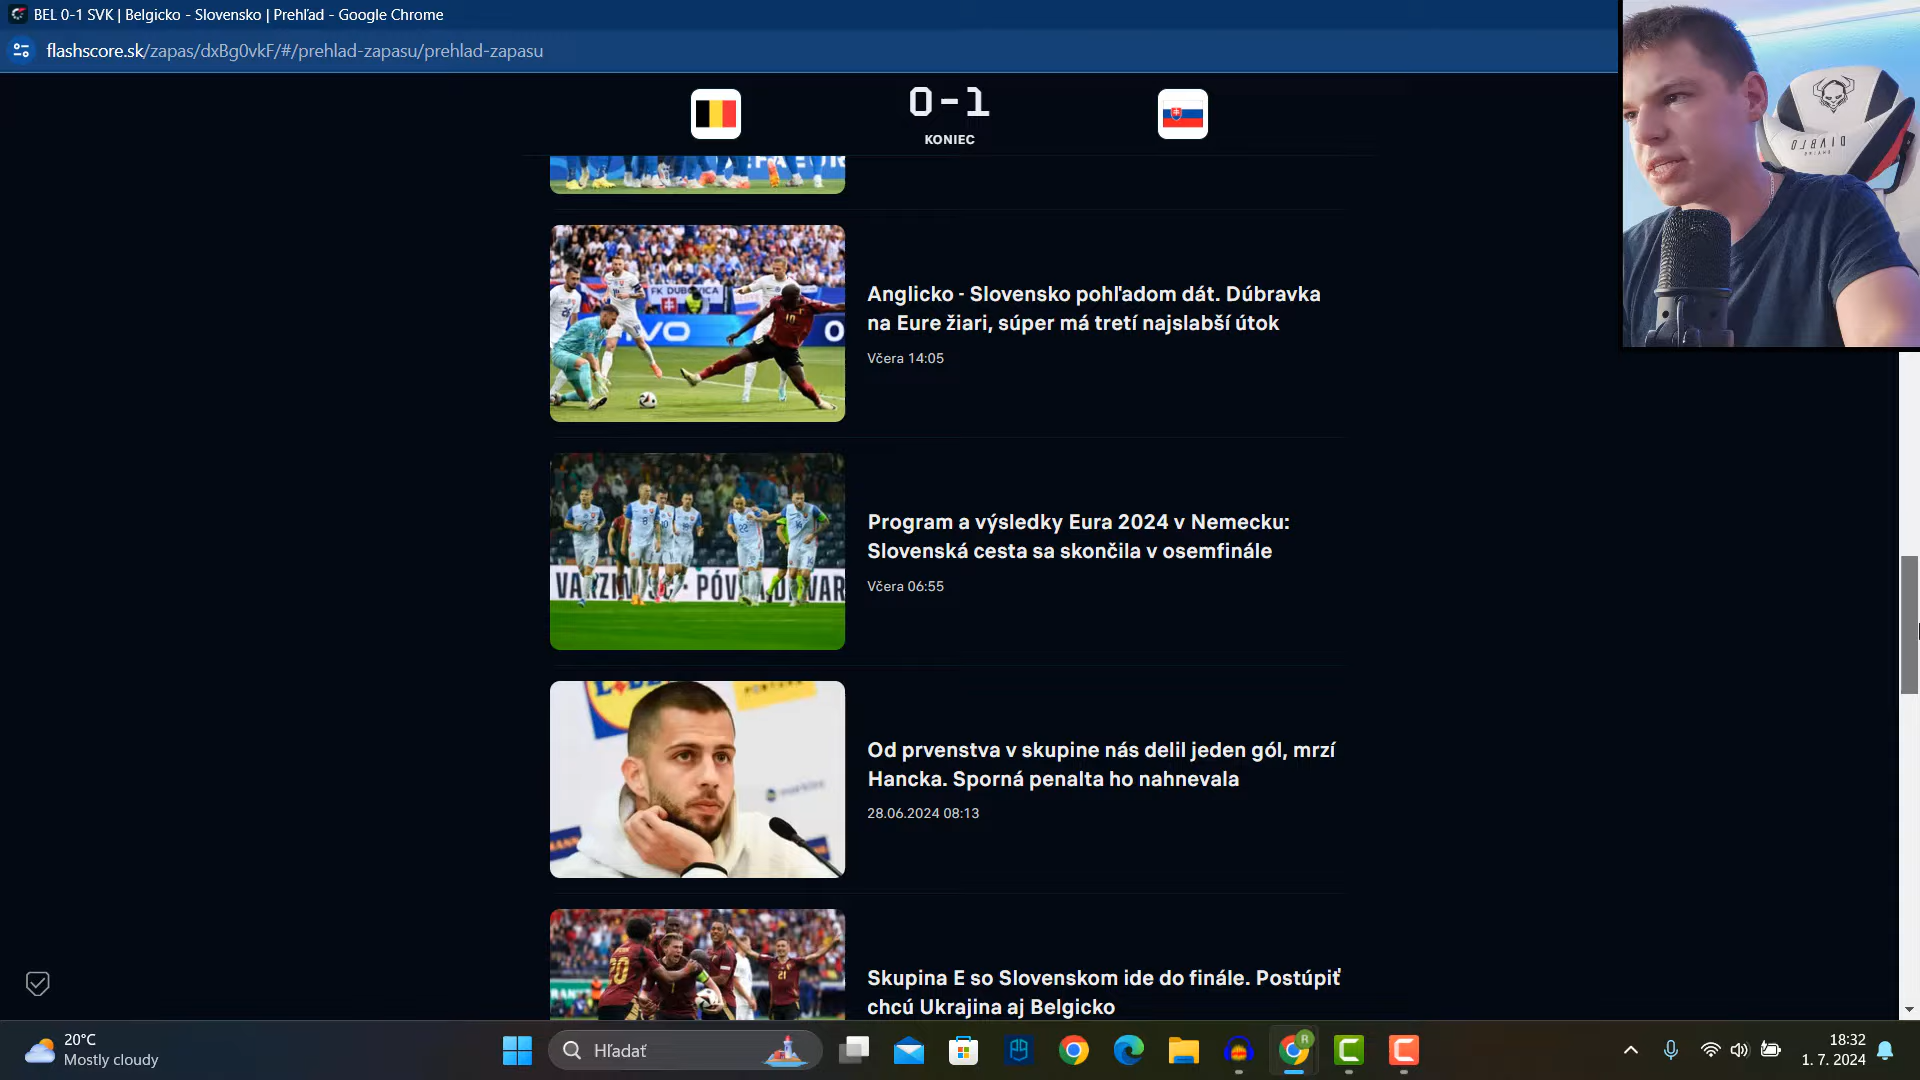 BEL 0-1 SVK | Belgicko - Slovensko | Prehľad - Google Chrome
flashscore.sk/zapas/dxBg0vkF/#/prehlad-zapasu/prehlad-zapasu
0-1
KONIEC
FK DUBOVICA
Anglicko - Slovensko pohľadom dát. Dúbravka
na Eure žiari, súper má tretí najslabší útok
Včera 14:05
Program a výsledky Eura 2024 v Nemecku:
Slovenská cesta sa skončila v osemfinále
Včera 06:55
Od prvenstva v skupine nás delil jeden gól, mrzí
Hancka. Sporná penalta ho nahnevala
28.06.2024 08:13
Skupina E so Slovenskom ide do finále. Postúpiť
chcú Ukrajina aj Belgicko
20°C
Mostly cloudy
Hľadať
18:32
1. 7. 2024